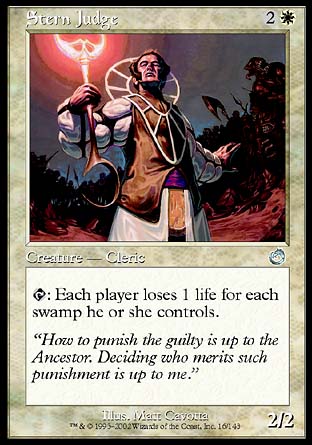 Stern Judge 2
Creature — Cleric
: Each player loses 1 life for each
swamp he or she controls.
“How to punish the guilty is up to the
Ancestor. Deciding who merits such
punishment is up to me.”
Illus. Matt Cavotta
2/2
™ & © 1993-2002 Wizards of the Coast, Inc. 16/143